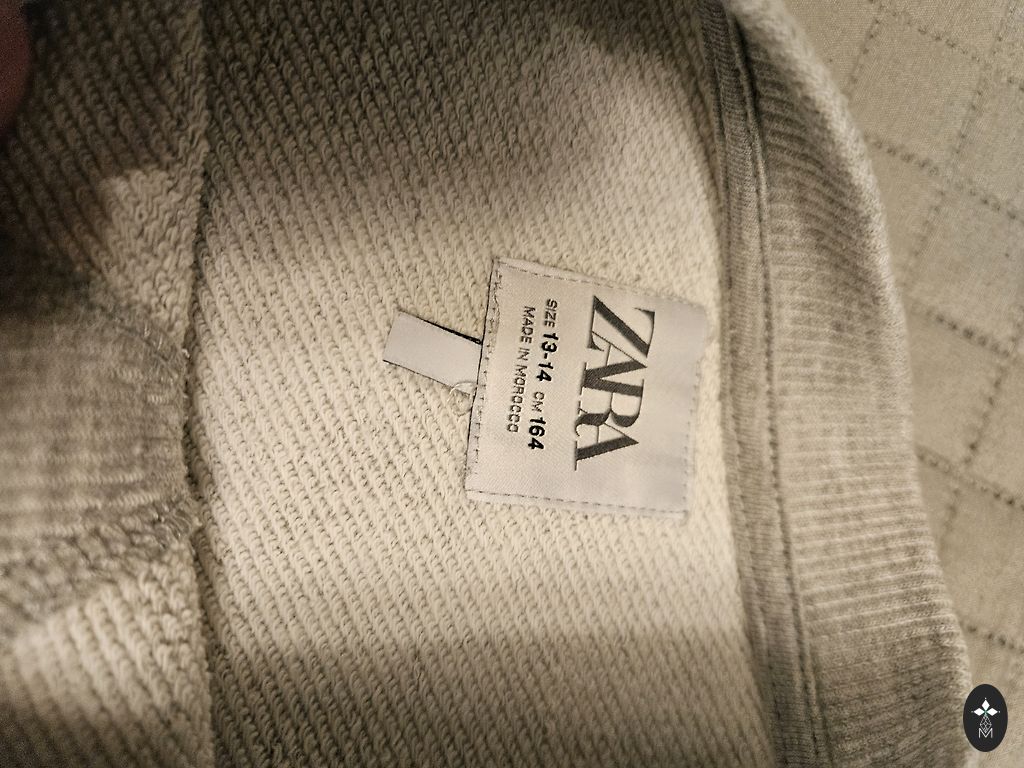 ZARA
SIZE 13-14 CM 164
MADE IN MOROCCO
M